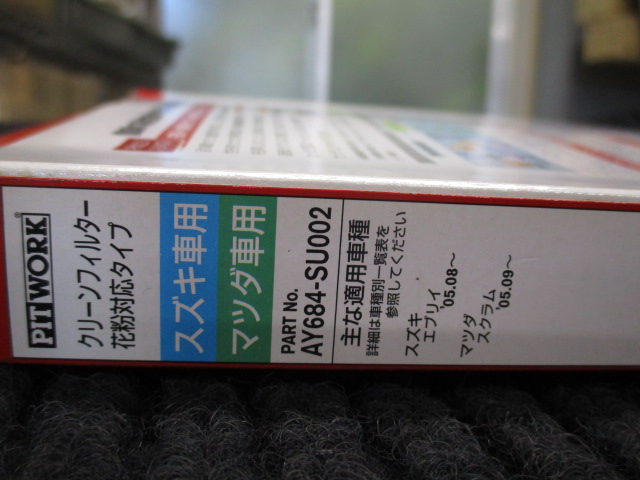 PITWORK®
クリーンフィルター
花粉対応タイプ
スズキ車用
マツダ車用
PART No.
AY684-SU002
主な適用車種
詳細は車種別一覧表を
参照してください
スズキ
エブリィ
'05.08～
マツダ
スクラム
'05.09～